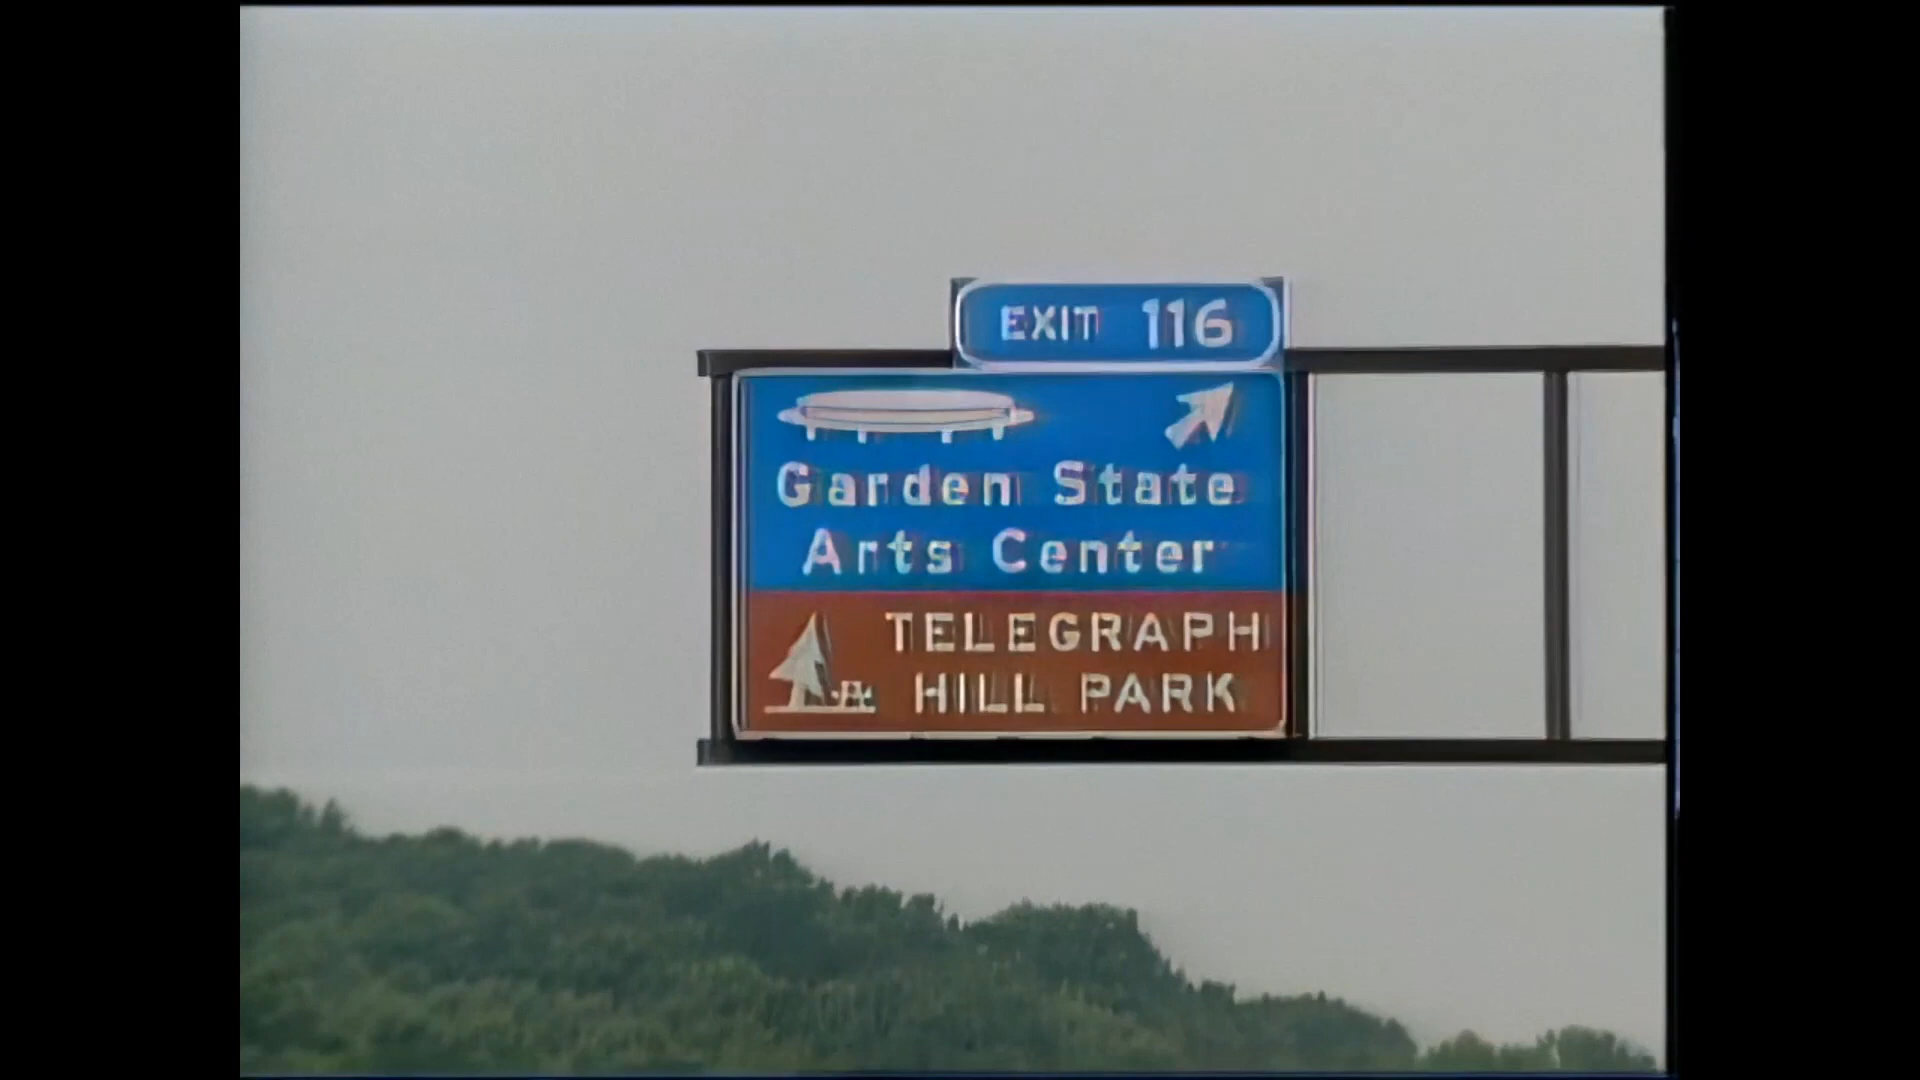 EXIT 116
Garden State
Arts Center
TELEGRAPH
HILL PARK